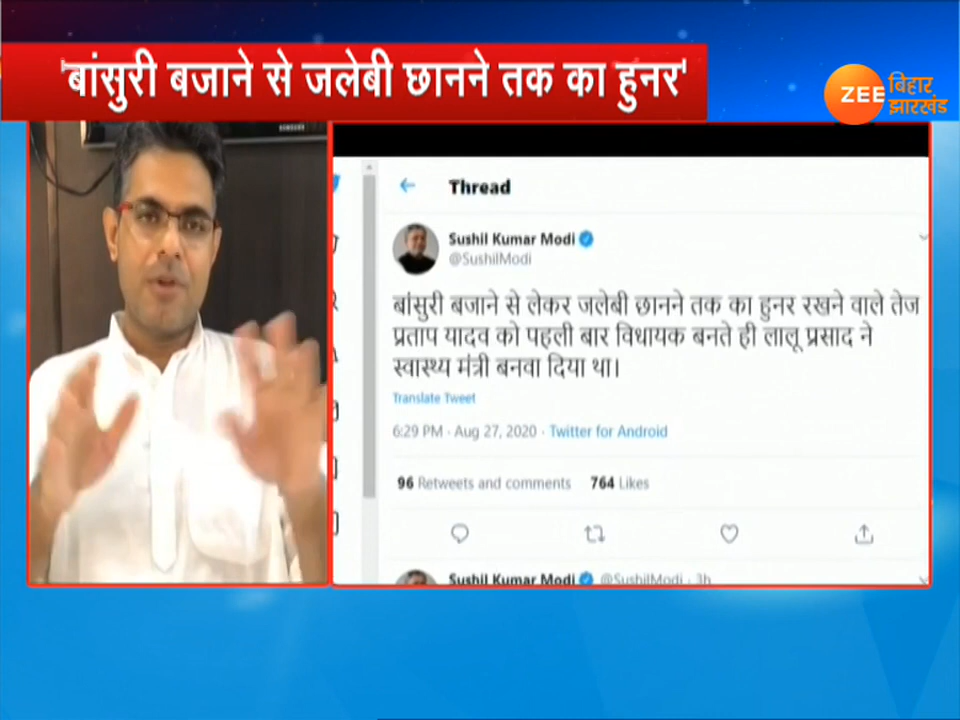 'बांसुरी बजाने से जलेबी छानने तक का हुनर'
ZEE बिहार
झारखंड
SAMSUNG
Thread
Sushil Kumar Modi
@SushilModi
बांसुरी बजाने से लेकर जलेबी छानने तक का हुनर रखने वाले तेज
प्रताप यादव को पहली बार विधायक बनते ही लालू प्रसाद ने
स्वास्थ्य मंत्री बनवा दिया था।
Translate Tweet
6:29 PM · Aug 27, 2020 · Twitter for Android
96 Retweets and comments 764 Likes
Sushil Kumar Modi @SushilModi · 3h